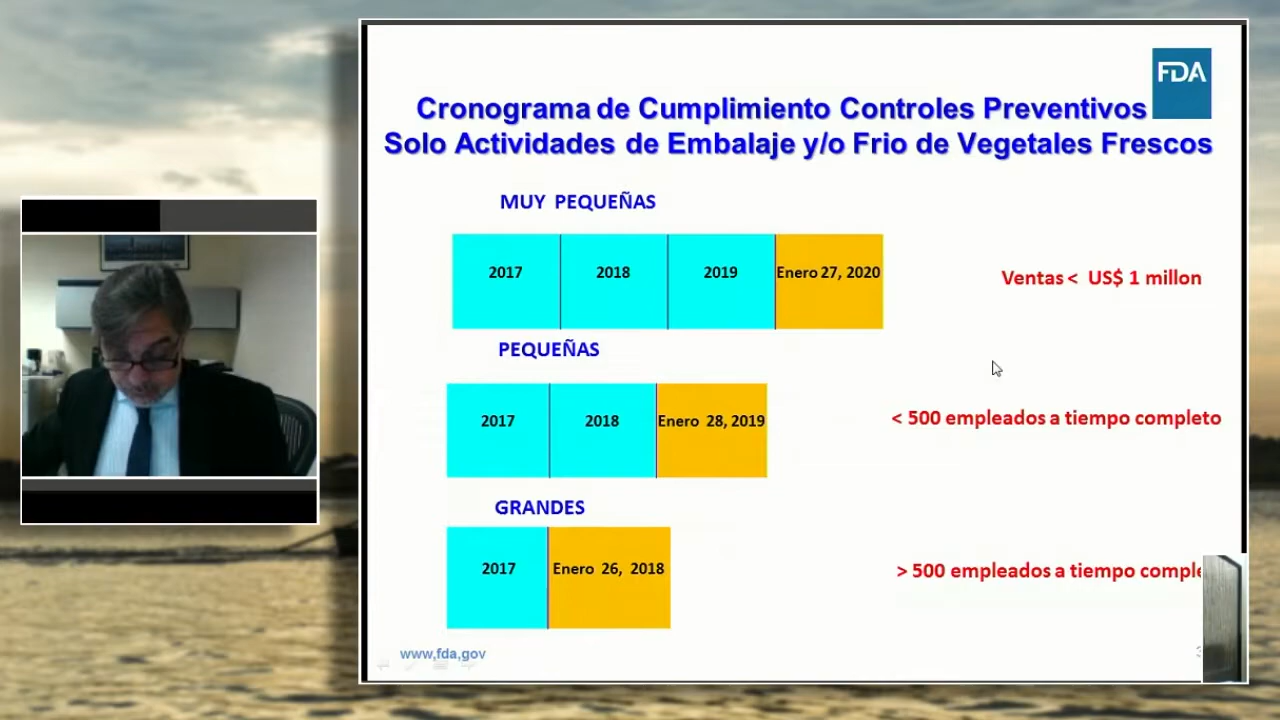 FDA
Cronograma de Cumplimiento Controles Preventivos
Solo Actividades de Embalaje y/o Frio de Vegetales Frescos
MUY PEQUEÑAS
2017 2018 2019 Enero 27, 2020
Ventas < US$ 1 millon
PEQUEÑAS
2017 2018 Enero 28, 2019
< 500 empleados a tiempo completo
GRANDES
2017 Enero 26, 2018
> 500 empleados a tiempo comple
www,fda,gov